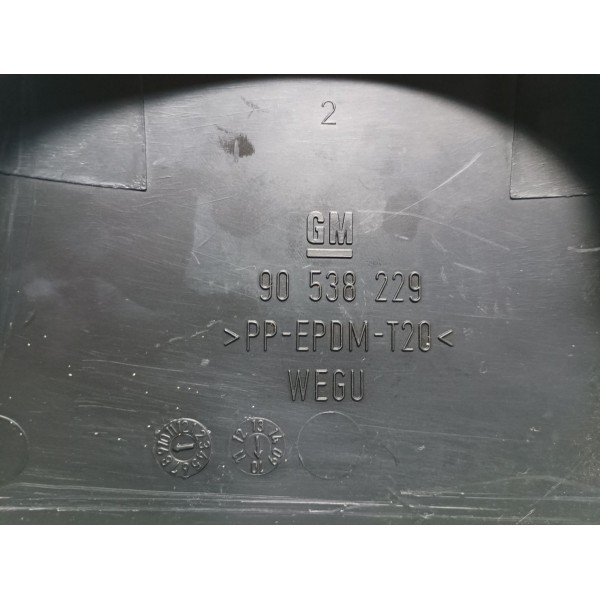 2
GM
90 538 229
>PP-EPDM-T20<
WEGU